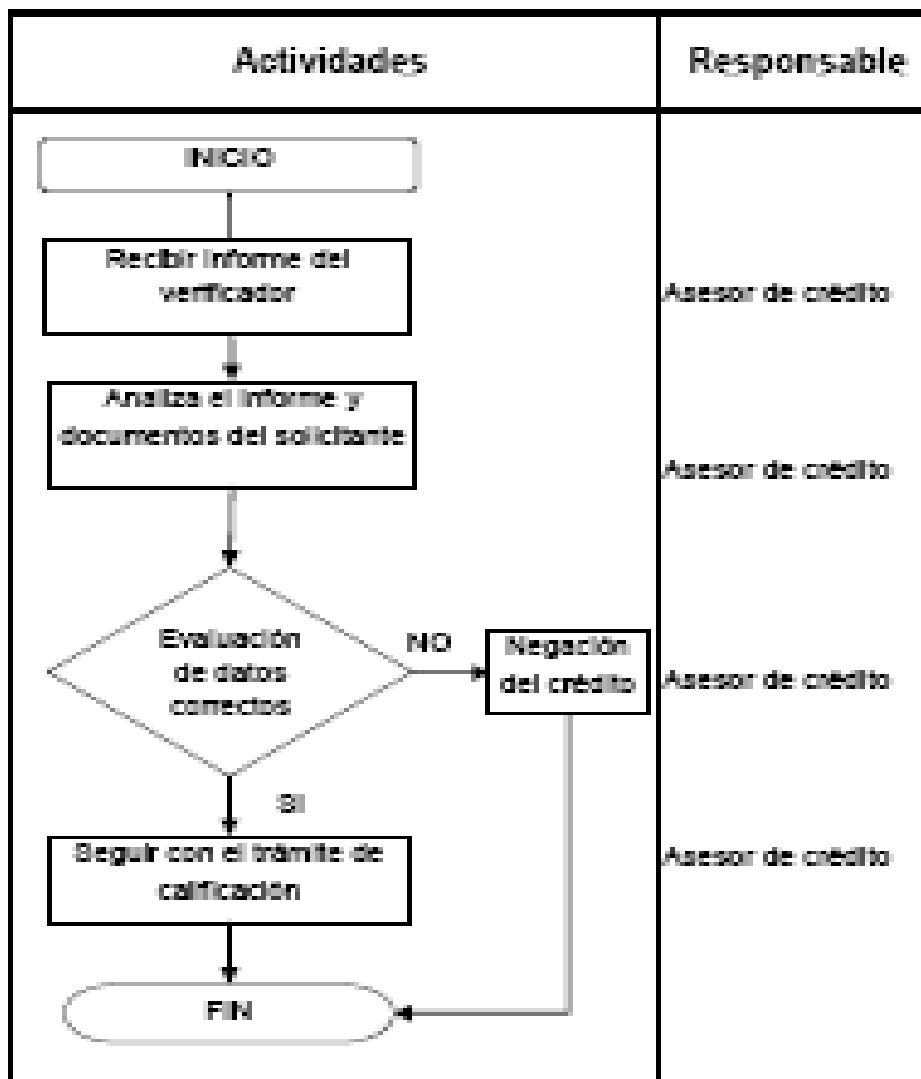 Actividades
Responsable
INICIO
Recibir informe del
verificador
Asesor de crédito
Analiza el informe y
documentos del solicitante
Asesor de crédito
Evaluación
de datos
correctos
NO
Negación
del crédito
Asesor de crédito
SI
Seguir con el trámite de
calificación
Asesor de crédito
FIN